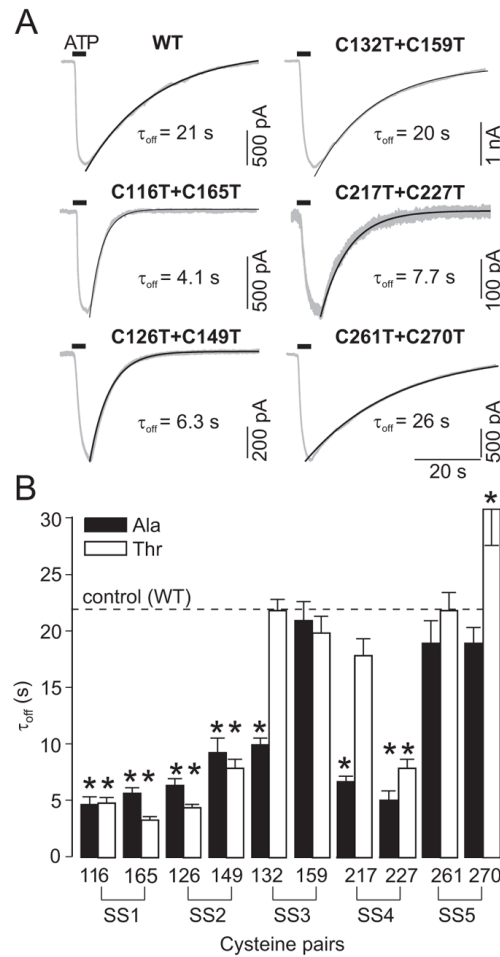 A
ATP WT
τoff = 21 s
500 pA
C132T+C159T
τoff = 20 s
1 nA
C116T+C165T
τoff = 4.1 s
500 pA
C217T+C227T
τoff = 7.7 s
100 pA
C126T+C149T
τoff = 6.3 s
200 pA
C261T+C270T
τoff = 26 s
500 pA
20 s
B
30
25
20
15
10
5
0
τoff (s)
Ala
Thr
control (WT)
* * * * * * * * * * * * *
116 165 126 149 132 159 217 227 261 270
SS1 SS2 SS3 SS4 SS5
Cysteine pairs